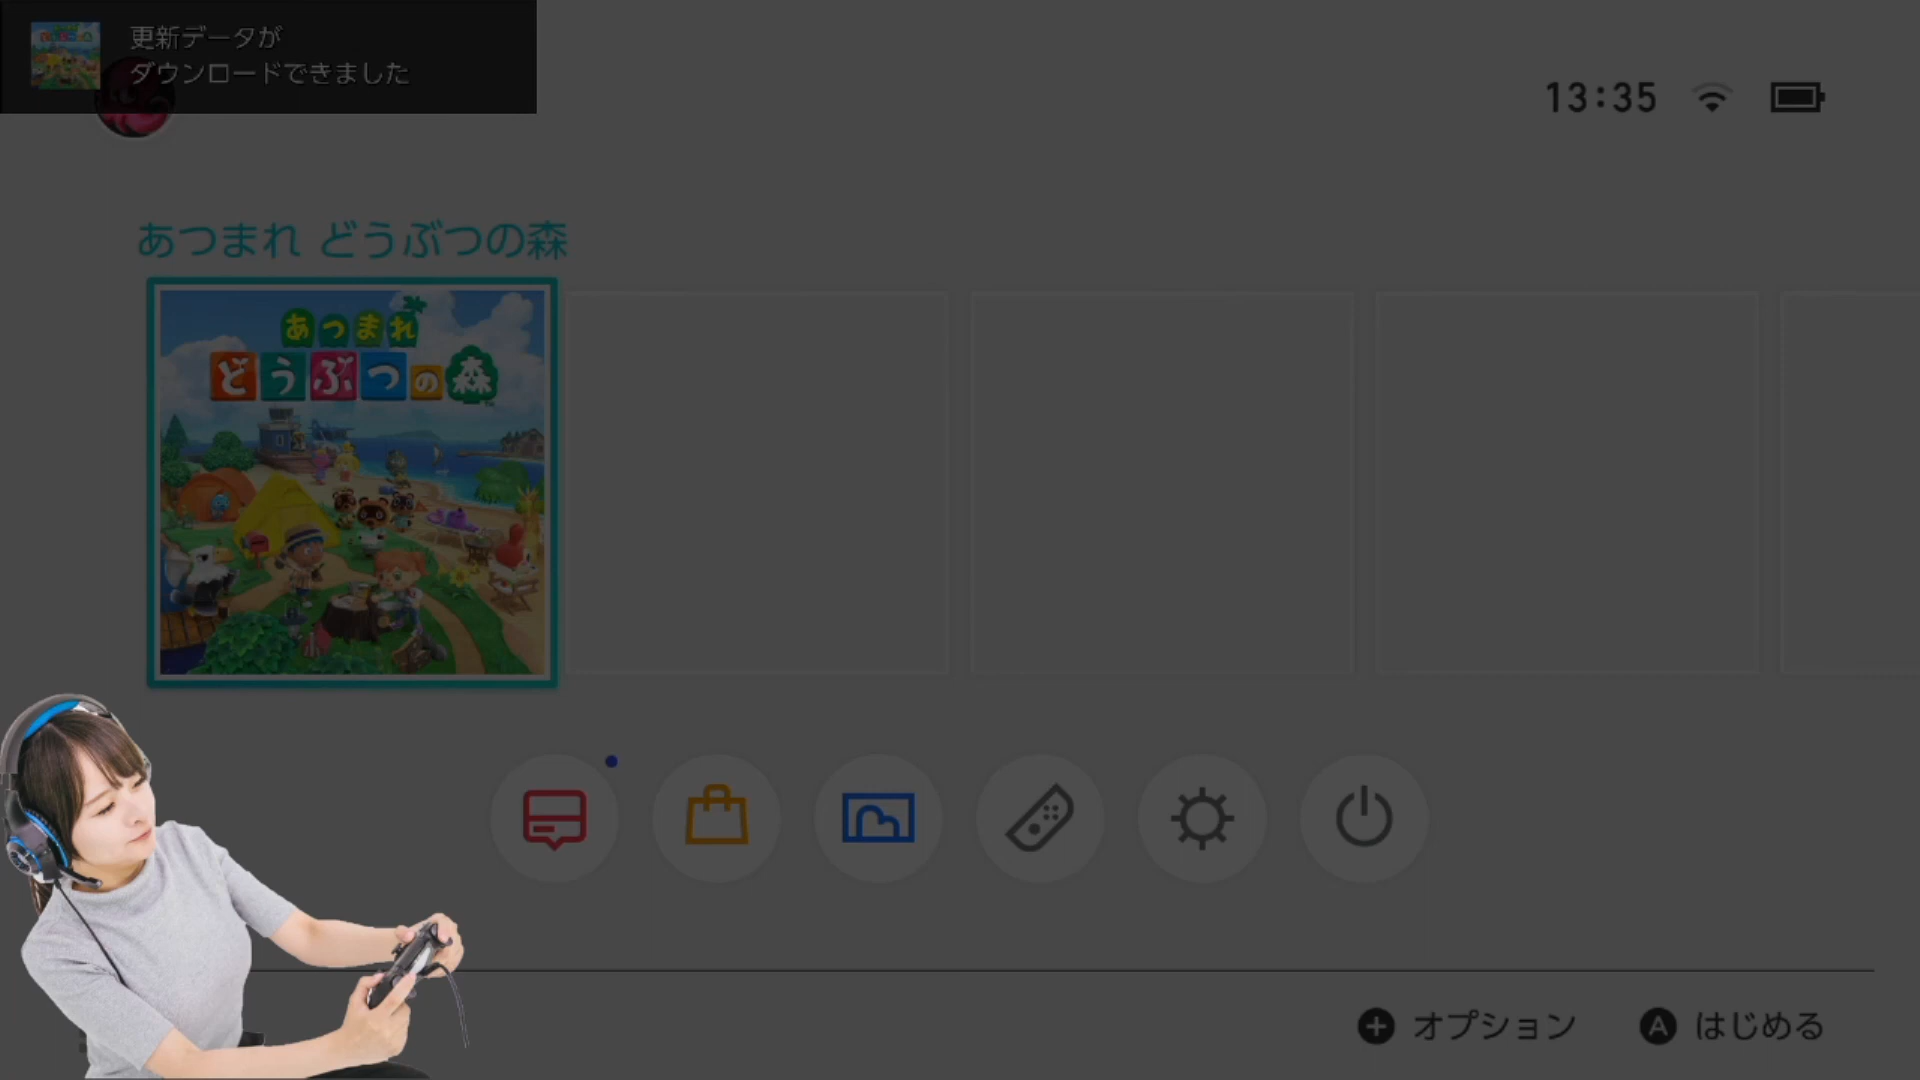 更新データが
ダウンロードできました
13:35
あつまれ どうぶつの森
あつまれ
どうぶつの森
オプション
A はじめる